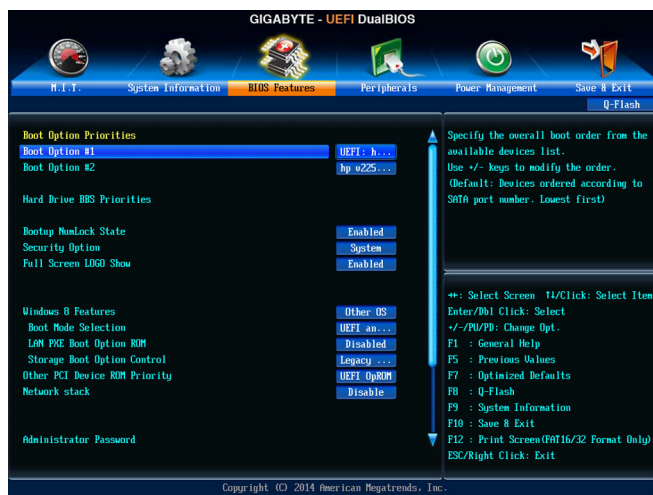 GIGABYTE - UEFI DualBIOS
M.I.T. System Information BIOS Features Peripherals Power Management Save & Exit
Q-Flash
Boot Option Priorities
Boot Option #1 UEFI: h...
Boot Option #2 hp v225...
Hard Drive BBS Priorities
Bootup NumLock State Enabled
Security Option System
Full Screen LOGO Show Enabled
Windows 8 Features Other OS
Boot Mode Selection UEFI an...
LAN PXE Boot Option ROM Disabled
Storage Boot Option Control Legacy ...
Other PCI Device ROM Priority UEFI OpROM
Network stack Disable
Administrator Password
Specify the overall boot order from the
available devices list.
Use +/- keys to modify the order.
(Default: Devices ordered according to
SATA port number. Lowest first)
→←: Select Screen ↑↓/Click: Select Item
Enter/Dbl Click: Select
+/-/PU/PD: Change Opt.
F1 : General Help
F5 : Previous Values
F7 : Optimized Defaults
F8 : Q-Flash
F9 : System Information
F10 : Save & Exit
F12 : Print Screen(FAT16/32 Format Only)
ESC/Right Click: Exit
Copyright (C) 2014 American Megatrends, Inc.